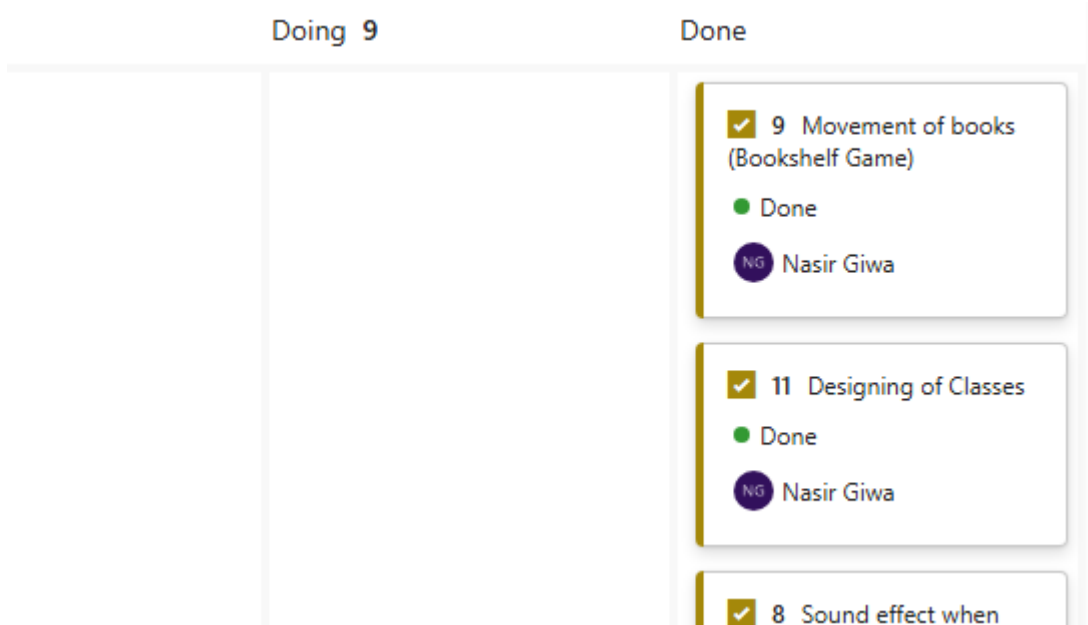 Doing 9
Done
9 Movement of books
(Bookshelf Game)
Done
NG Nasir Giwa
11 Designing of Classes
Done
NG Nasir Giwa
8 Sound effect when